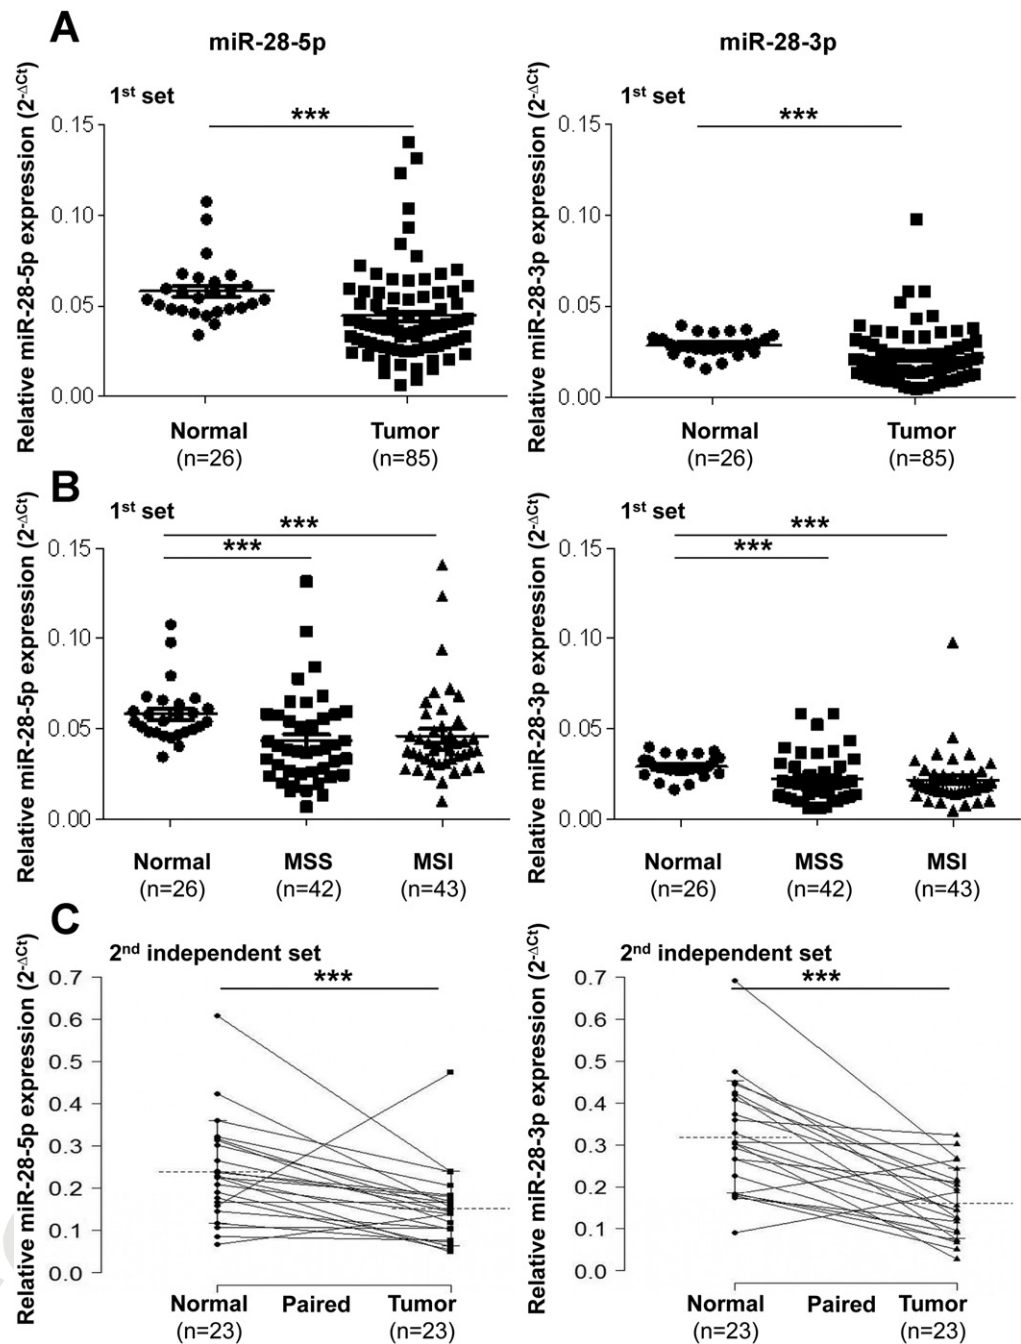 A
miR-28-5p
miR-28-3p
Relative miR-28-5p expression (2-ΔCt)
1st set
***
0.15
0.10
0.05
0.00
Normal
Tumor
(n=26)
(n=85)
Relative miR-28-3p expression (2-ΔCt)
1st set
***
0.15
0.10
0.05
0.00
Normal
Tumor
(n=26)
(n=85)
B
Relative miR-28-5p expression (2-ΔCt)
1st set
***
***
0.15
0.10
0.05
0.00
Normal
MSS
MSI
(n=26)
(n=42)
(n=43)
Relative miR-28-3p expression (2-ΔCt)
1st set
***
***
0.15
0.10
0.05
0.00
Normal
MSS
MSI
(n=26)
(n=42)
(n=43)
C
Relative miR-28-5p expression (2-ΔCt)
2nd independent set
***
0.7
0.6
0.5
0.4
0.3
0.2
0.1
0.0
Normal
Paired
Tumor
(n=23)
(n=23)
Relative miR-28-3p expression (2-ΔCt)
2nd independent set
***
0.7
0.6
0.5
0.4
0.3
0.2
0.1
0.0
Normal
Paired
Tumor
(n=23)
(n=23)